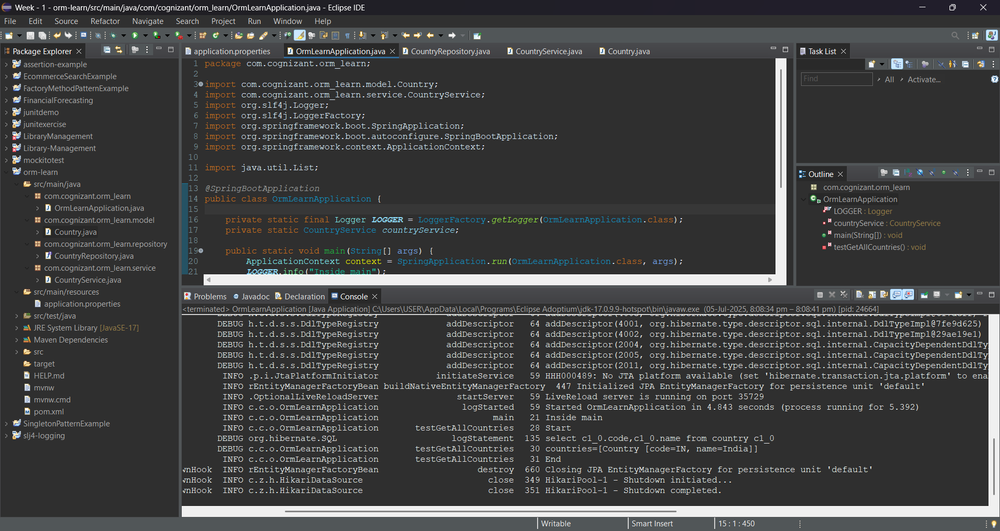 Week - 1 - orm-learn/src/main/java/com/cognizant/orm_learn/OrmLearnApplication.java - Eclipse IDE
File Edit Source Refactor Navigate Search Project Run Window Help
Package Explorer
assertion-example
EcommerceSearchExample
FactoryMethodPatternExample
FinancialForecasting
junitdemo
junitexercise
LibraryManagement
Library-Management
mockitotest
orm-learn
src/main/java
com.cognizant.orm_learn
OrmLearnApplication.java
com.cognizant.orm_learn.model
Country.java
com.cognizant.orm_learn.repository
CountryRepository.java
com.cognizant.orm_learn.service
CountryService.java
src/main/resources
application.properties
src/test/java
JRE System Library [JavaSE-17]
Maven Dependencies
src
target
HELP.md
mvnw
mvnw.cmd
pom.xml
SingletonPatternExample
slj4-logging
application.properties OrmLearnApplication.java CountryRepository.java CountryService.java Country.java
1 package com.cognizant.orm_learn;
2
3 import com.cognizant.orm_learn.model.Country;
4 import com.cognizant.orm_learn.service.CountryService;
5 import org.slf4j.Logger;
6 import org.slf4j.LoggerFactory;
7 import org.springframework.boot.SpringApplication;
8 import org.springframework.boot.autoconfigure.SpringBootApplication;
9 import org.springframework.context.ApplicationContext;
10
11 import java.util.List;
12
13 @SpringBootApplication
14 public class OrmLearnApplication {
15
16 private static final Logger LOGGER = LoggerFactory.getLogger(OrmLearnApplication.class);
17 private static CountryService countryService;
18
19 public static void main(String[] args) {
20 ApplicationContext context = SpringApplication.run(OrmLearnApplication.class, args);
21 LOGGER.info("Inside main");
Task List
Find All Activate...
Outline
com.cognizant.orm_learn
OrmLearnApplication
LOGGER : Logger
countryService : CountryService
main(String[]) : void
testGetAllCountries() : void
Problems Javadoc Declaration Console
<terminated> OrmLearnApplication [Java Application] C:\Users\USER\AppData\Local\Programs\Eclipse Adoptium\jdk-17.0.9.9-hotspot\bin\javaw.exe (05-Jul-2025, 8:08:34 pm – 8:08:41 pm) [pid: 24664]
DEBUG h.t.d.s.s.DdlTypeRegistry addDescriptor 64 addDescriptor(4001, org.hibernate.type.descriptor.sql.internal.DdlTypeImpl@7fe9d625)
DEBUG h.t.d.s.s.DdlTypeRegistry addDescriptor 64 addDescriptor(4002, org.hibernate.type.descriptor.sql.internal.DdlTypeImpl@29ae19e1)
DEBUG h.t.d.s.s.DdlTypeRegistry addDescriptor 64 addDescriptor(2004, org.hibernate.type.descriptor.sql.internal.CapacityDependentDdlTy
DEBUG h.t.d.s.s.DdlTypeRegistry addDescriptor 64 addDescriptor(2005, org.hibernate.type.descriptor.sql.internal.CapacityDependentDdlTy
DEBUG h.t.d.s.s.DdlTypeRegistry addDescriptor 64 addDescriptor(2011, org.hibernate.type.descriptor.sql.internal.CapacityDependentDdlTy
INFO .p.i.JtaPlatformInitiator initiateService 59 HHH000489: No JTA platform available (set 'hibernate.transaction.jta.platform' to ena
INFO rEntityManagerFactoryBean buildNativeEntityManagerFactory 447 Initialized JPA EntityManagerFactory for persistence unit 'default'
INFO .OptionalLiveReloadServer startServer 59 LiveReload server is running on port 35729
INFO c.c.o.OrmLearnApplication logStarted 59 Started OrmLearnApplication in 4.843 seconds (process running for 5.392)
INFO c.c.o.OrmLearnApplication main 21 Inside main
INFO c.c.o.OrmLearnApplication testGetAllCountries 28 Start
DEBUG org.hibernate.SQL logStatement 135 select c1_0.code,c1_0.name from country c1_0
DEBUG c.c.o.OrmLearnApplication testGetAllCountries 30 countries=[Country [code=IN, name=India]]
INFO c.c.o.OrmLearnApplication testGetAllCountries 31 End
wnHook INFO rEntityManagerFactoryBean destroy 660 Closing JPA EntityManagerFactory for persistence unit 'default'
wnHook INFO c.z.h.HikariDataSource close 349 HikariPool-1 - Shutdown initiated...
wnHook INFO c.z.h.HikariDataSource close 351 HikariPool-1 - Shutdown completed.
Writable Smart Insert 15 : 1 : 450